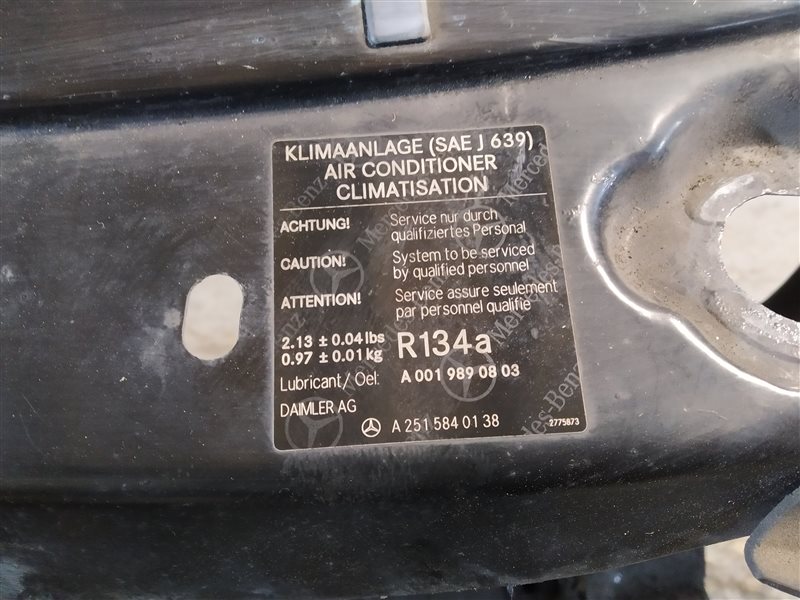 KLIMAANLAGE (SAE J 639)
AIR CONDITIONER
CLIMATISATION
ACHTUNG! Service nur durch
qualifiziertes Personal
CAUTION! System to be serviced
by qualified personnel
ATTENTION! Service assure seulement
par personnel qualifie
2.13 ± 0.04 lbs
0.97 ± 0.01 kg R134a
Lubricant/Oel: A 001 989 08 03
DAIMLER AG
A 251 584 01 38 2775873